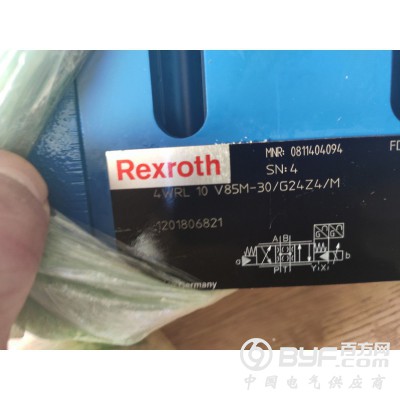 Rexroth
MNR: 0811404094
FD
SN: 4
4WRL 10 V85M-30/G24Z4/M
1201806821
A B
a
b
P T
Y X
Germany
BYF.com 百方网
中国电气供应商